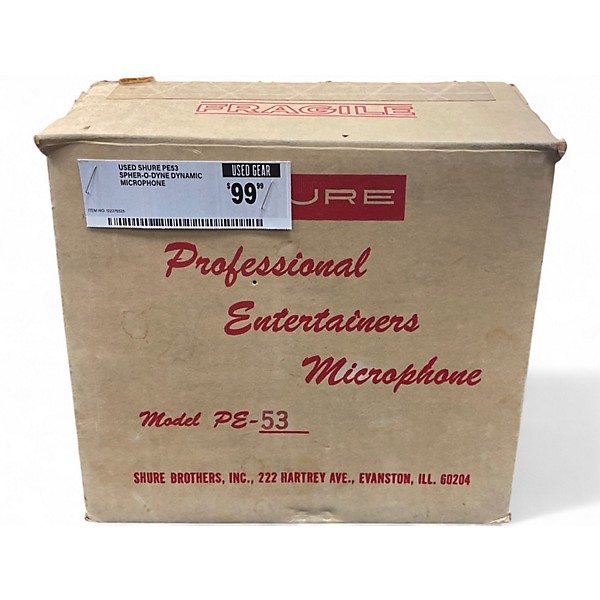 FRAGILE
USED SHURE PE53
SPHER-O-DYNE DYNAMIC
MICROPHONE
USED GEAR
$99.99
URE
Professional
Entertainers
Microphone
Model PE-53
SHURE BROTHERS, INC., 222 HARTREY AVE., EVANSTON, ILL. 60204